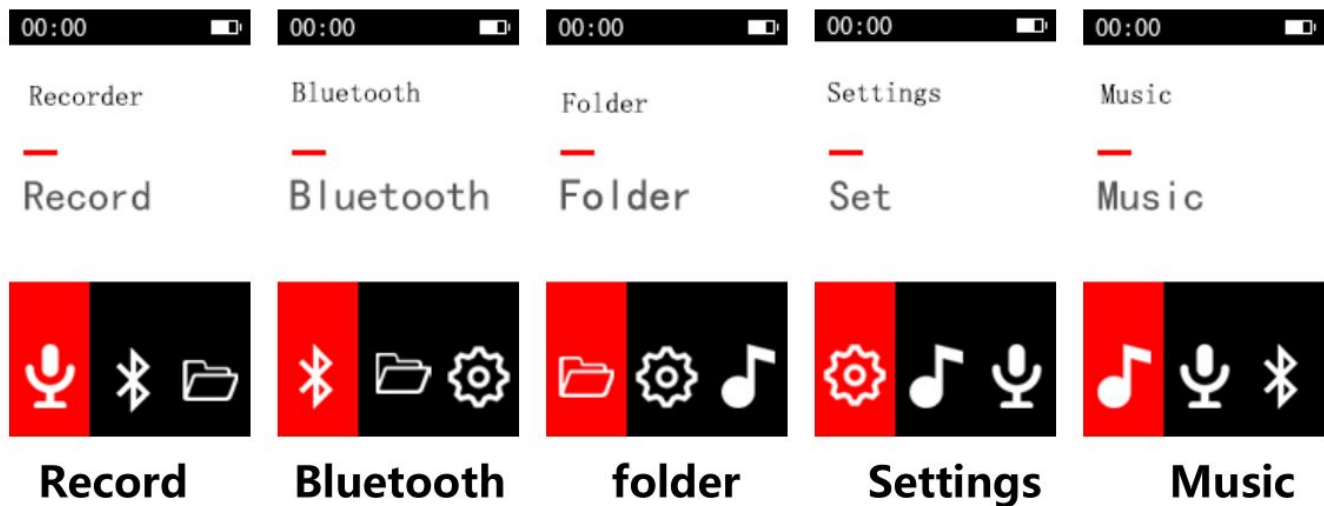 00:00 00:00 00:00 00:00 00:00
Recorder Bluetooth Folder Settings Music
Record Bluetooth Folder Set Music
Record Bluetooth folder Settings Music